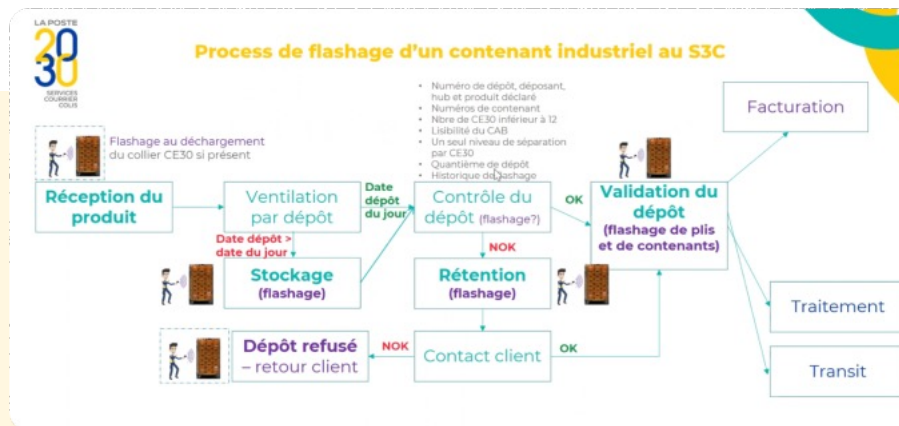 LA POSTE
20
30
SERVICES
COURRIER
COLIS
Process de flashage d'un contenant industriel au S3C
• Numéro de dépôt, déposant,
hub et produit déclaré
• Numéros de contenant
• Nbre de CE30 inférieur à 12
• Lisibilité du CAB
• Un seul niveau de séparation
par CE30
• Quantième de dépôt
• Historique de flashage
Facturation
Flashage au déchargement
du collier CE30 si présent
Réception du
produit
Ventilation
par dépôt
Date
dépôt
du jour
Contrôle du
dépôt (flashage?)
OK
Validation du
dépôt
(flashage de plis
et de contenants)
Date dépôt >
date du jour
NOK
Stockage
(flashage)
Rétention
(flashage)
Traitement
Dépôt refusé
– retour client
NOK
Contact client
OK
Transit